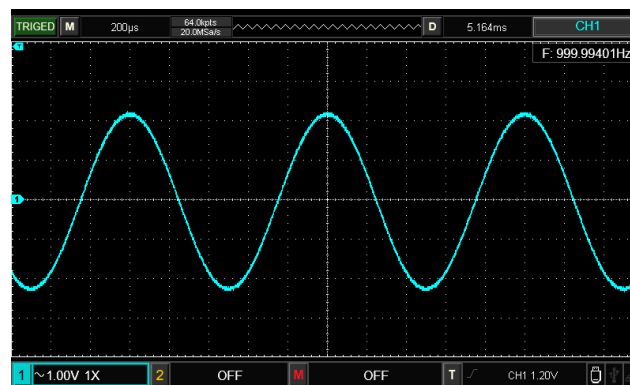 TRIGED M 200μs 64.0kpts D 5.164ms CH1
20.0MSa/s
T
F: 999.99401Hz
1
1 ~1.00V 1X 2 OFF M OFF T CH1 1.20V